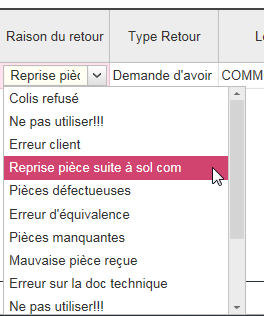 Raison du retour Type Retour L
Reprise pièc Demande d'avoir COMM
Colis refusé
Ne pas utiliser!!!
Erreur client
Reprise pièce suite à sol com
Pièces défectueuses
Erreur d'équivalence
Pièces manquantes
Mauvaise pièce reçue
Erreur sur la doc technique
Ne pas utiliser!!!